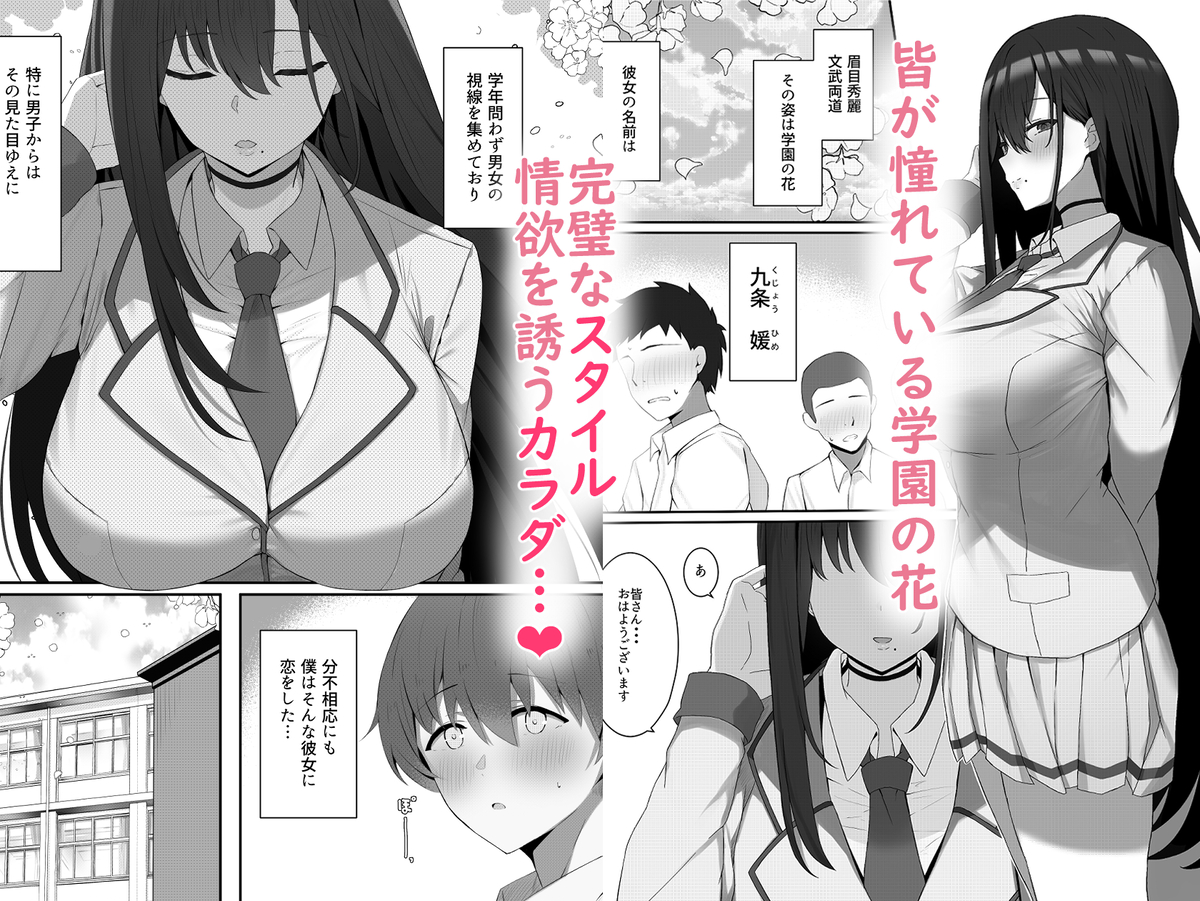 皆が憧れている学園の花
眉目秀麗
文武両道
その姿は学園の花
彼女の名前は
九条 媛
くじょう ひめ
あ
皆さん・・・
おはようございます
完璧なスタイル
情欲を誘うカラダ…♥
学年問わず男女の
視線を集めており
特に男子からは
その見た目ゆえに
分不相応にも
僕はそんな彼女に
恋をした…
ぽーっ